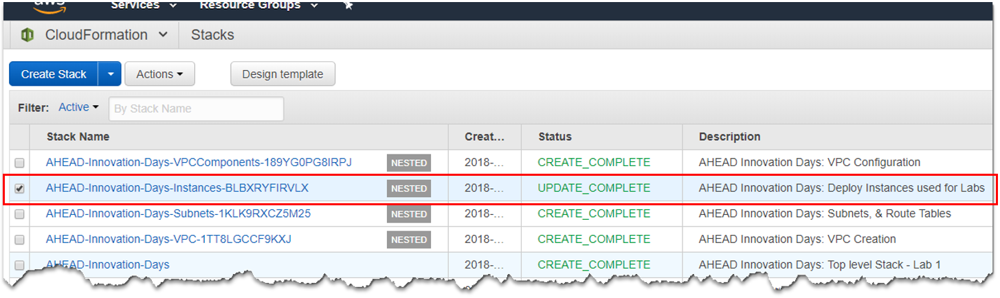 aws Services Resource Groups
CloudFormation Stacks
Create Stack Actions Design template
Filter: Active By Stack Name
Stack Name Creat... Status Description
AHEAD-Innovation-Days-VPCComponents-189YG0PG8IRPJ NESTED 2018-... CREATE_COMPLETE AHEAD Innovation Days: VPC Configuration
AHEAD-Innovation-Days-Instances-BLBXRYFIRVLX NESTED 2018-... UPDATE_COMPLETE AHEAD Innovation Days: Deploy Instances used for Labs
AHEAD-Innovation-Days-Subnets-1KLK9RXCZ5M25 NESTED 2018-... CREATE_COMPLETE AHEAD Innovation Days: Subnets, & Route Tables
AHEAD-Innovation-Days-VPC-1TT8LGCCF9KXJ NESTED 2018-... CREATE_COMPLETE AHEAD Innovation Days: VPC Creation
AHEAD-Innovation-Days 2018-... CREATE_COMPLETE AHEAD Innovation Days: Top level Stack - Lab 1